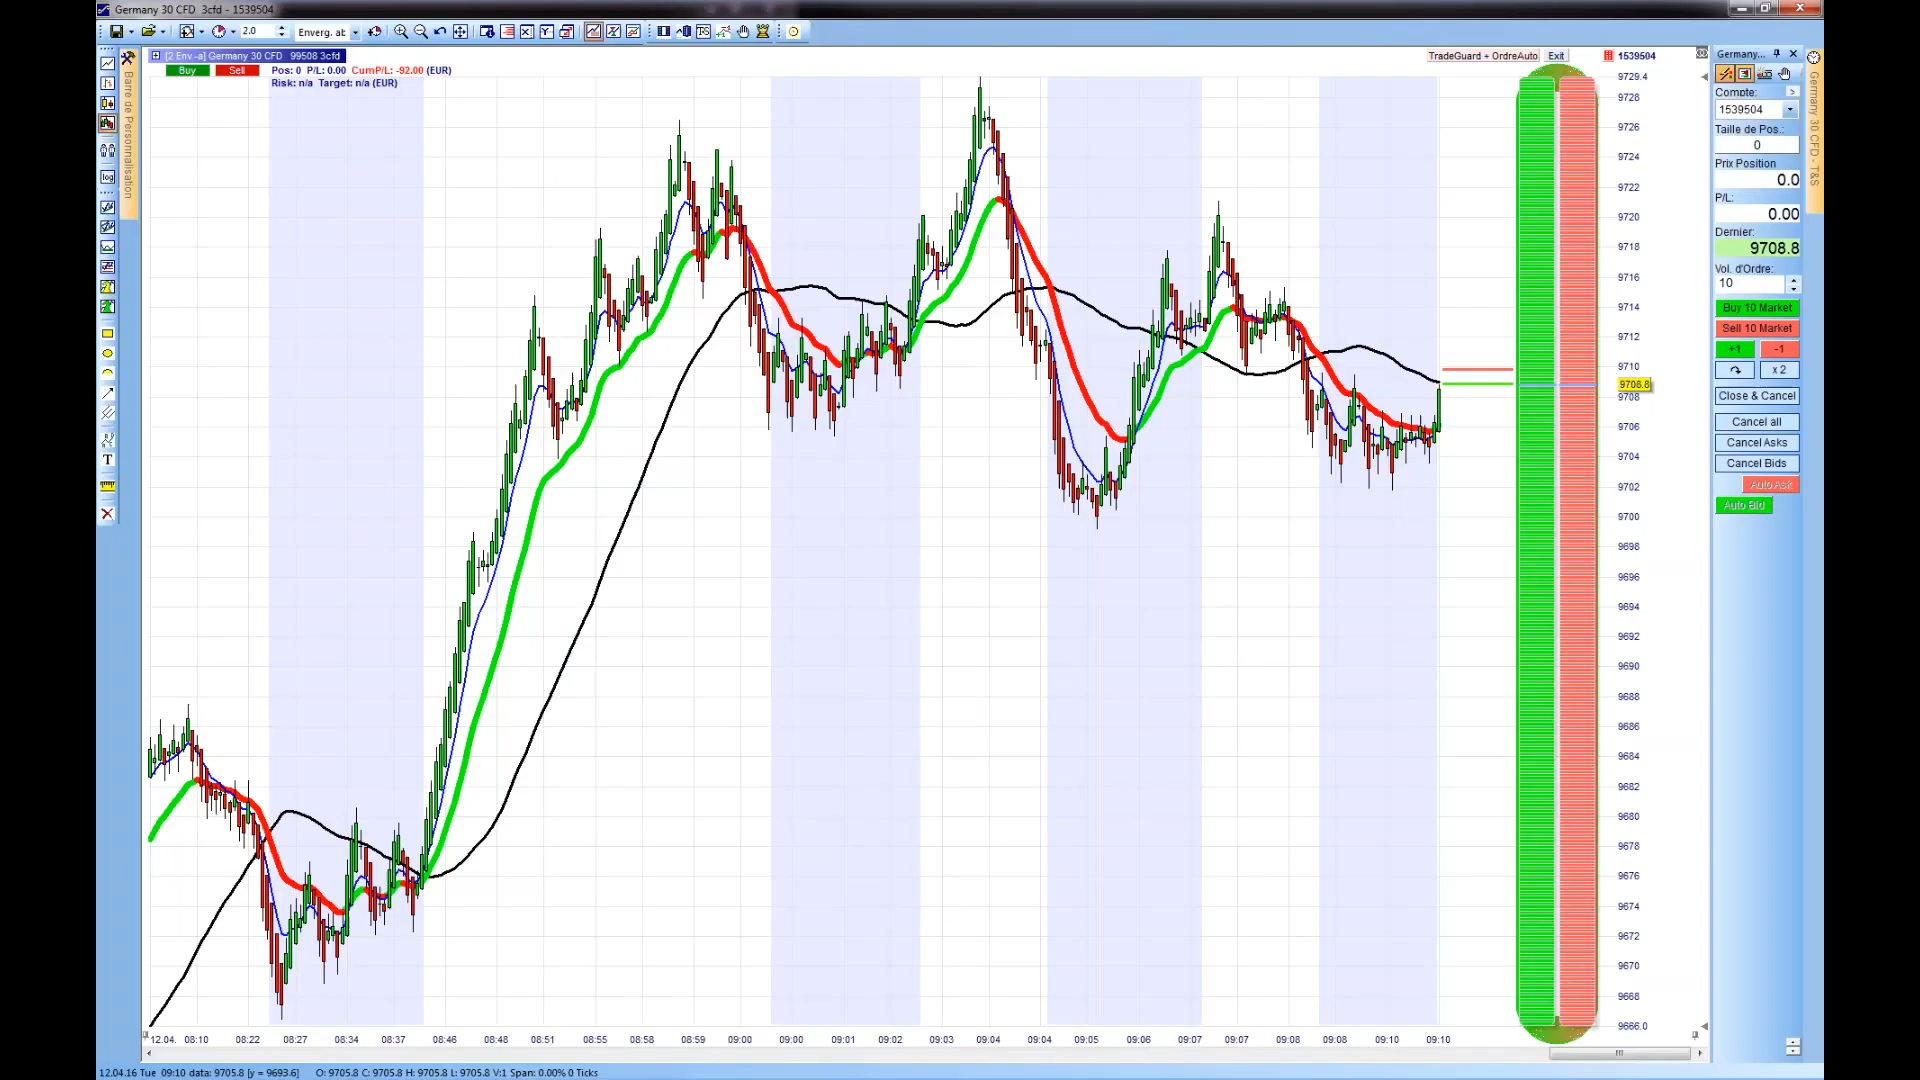 Germany 30 CFD 3cfd - 1539504
2.0 Enverg. at
[2 Env.-a] Germany 30 CFD 99508 3cfd
TradeGuard + OrdreAuto Exit 1539504
Buy Sell Pos: 0 P/L: 0.00 CumP/L: -92.00 (EUR)
Risk: n/a Target: n/a (EUR)
Barre de Personnalisation
log
T
9729.4
9728
9726
9724
9722
9720
9718
9716
9714
9712
9710
9708.8
9708
9706
9704
9702
9700
9698
9696
9694
9692
9690
9688
9686
9684
9682
9680
9678
9676
9674
9672
9670
9668
9666.0
12.04. 08:10 08:22 08:27 08:34 08:37 08:46 08:48 08:51 08:55 08:58 08:59 09:00 09:00 09:01 09:02 09:03 09:04 09:04 09:05 09:06 09:07 09:07 09:08 09:08 09:10 09:10
Germany...
Compte:
1539504
Taille de Pos.:
0
Prix Position
0.0
P/L:
0.00
Dernier:
9708.8
Vol. d'Ordre:
10
Buy 10 Market
Sell 10 Market
+1 -1
x 2
Close & Cancel
Cancel all
Cancel Asks
Cancel Bids
Auto Ask
Auto Bid
Germany 30 CFD - T&S
12.04.16 Tue 09:10 data: 9705.8 [y = 9693.6] O: 9705.8 C: 9705.8 H: 9705.8 L: 9705.8 V:1 Span: 0.00% 0 Ticks